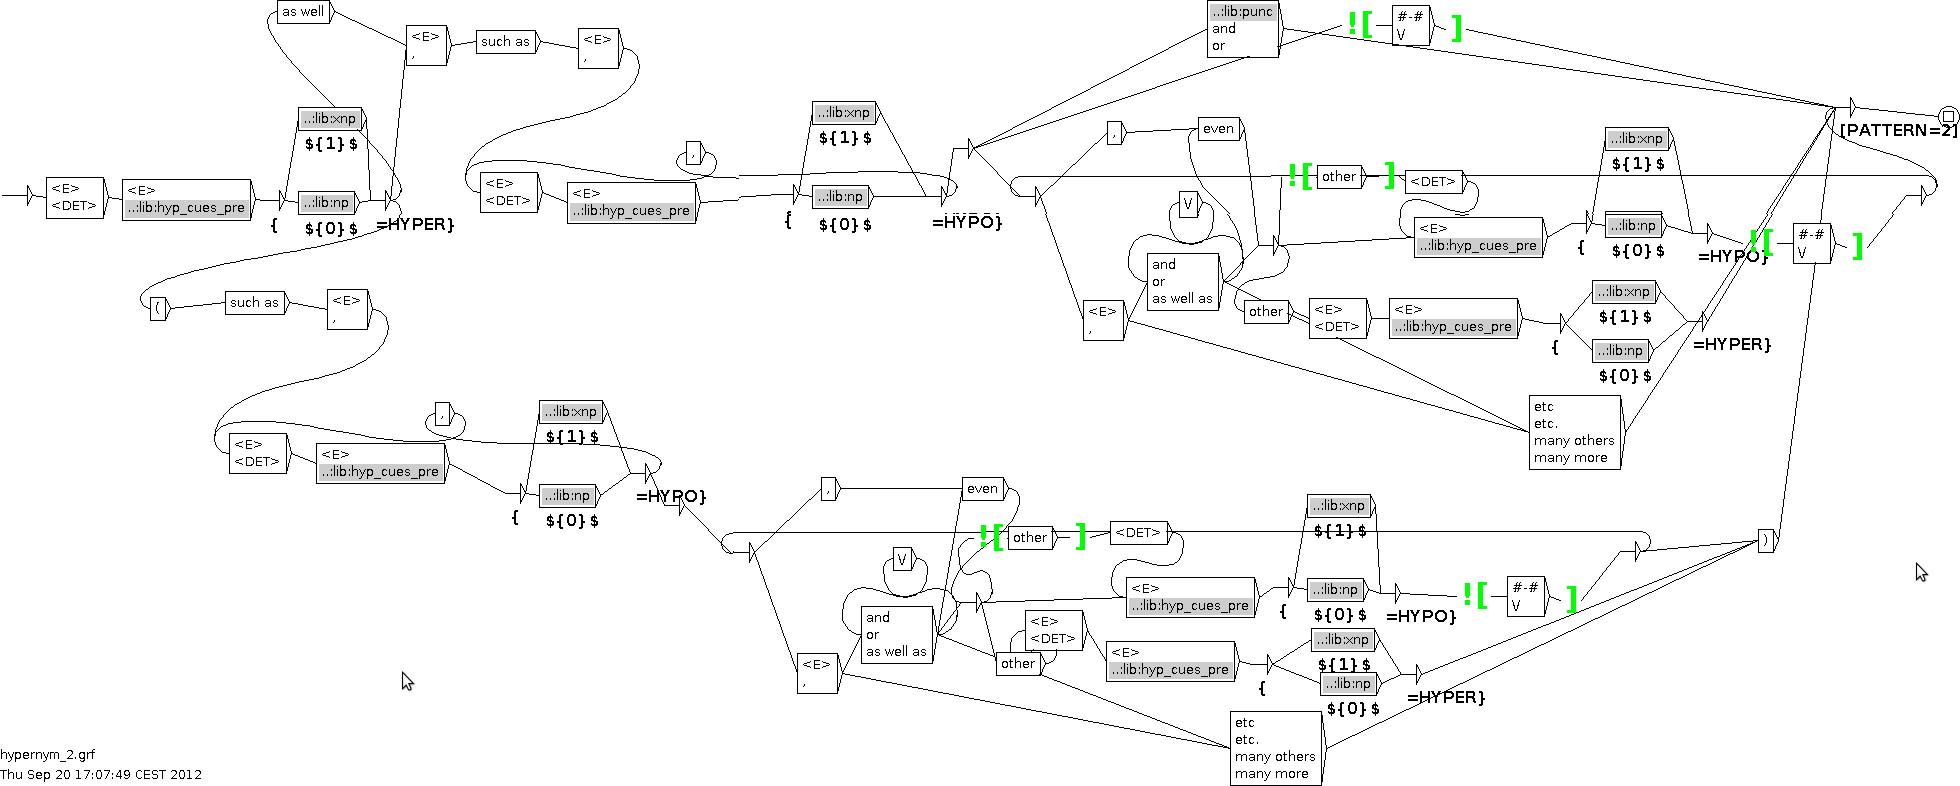 as well
<E>
,
such as
<E>
,
..:lib:xnp
${1}$
<E>
<DET>
<E>
..:lib:hyp_cues_pre
{
..:lib:np
${0}$
=HYPER}
,
<E>
<DET>
<E>
..:lib:hyp_cues_pre
{
..:lib:xnp
${1}$
..:lib:np
${0}$
=HYPO}
..:lib:punc
and
or
![
#-#
V
]
[PATTERN=2]
,
even
![
other
]
<DET>
V
and
or
as well as
<E>
,
<E>
..:lib:hyp_cues_pre
{
..:lib:xnp
${1}$
..:lib:np
${0}$
=HYPO}
![
#-#
V
]
other
<E>
<DET>
<E>
..:lib:hyp_cues_pre
{
..:lib:xnp
${1}$
..:lib:np
${0}$
=HYPER}
etc
etc.
many others
many more
(
such as
<E>
,
,
<E>
<DET>
<E>
..:lib:hyp_cues_pre
{
..:lib:xnp
${1}$
..:lib:np
${0}$
=HYPO}
,
even
![
other
]
<DET>
V
and
or
as well as
<E>
,
<E>
..:lib:hyp_cues_pre
{
..:lib:xnp
${1}$
..:lib:np
${0}$
=HYPO}
![
#-#
V
]
)
<E>
<DET>
other
<E>
..:lib:hyp_cues_pre
{
..:lib:xnp
${1}$
..:lib:np
${0}$
=HYPER}
etc
etc.
many others
many more
hypernym_2.grf
Thu Sep 20 17:07:49 CEST 2012